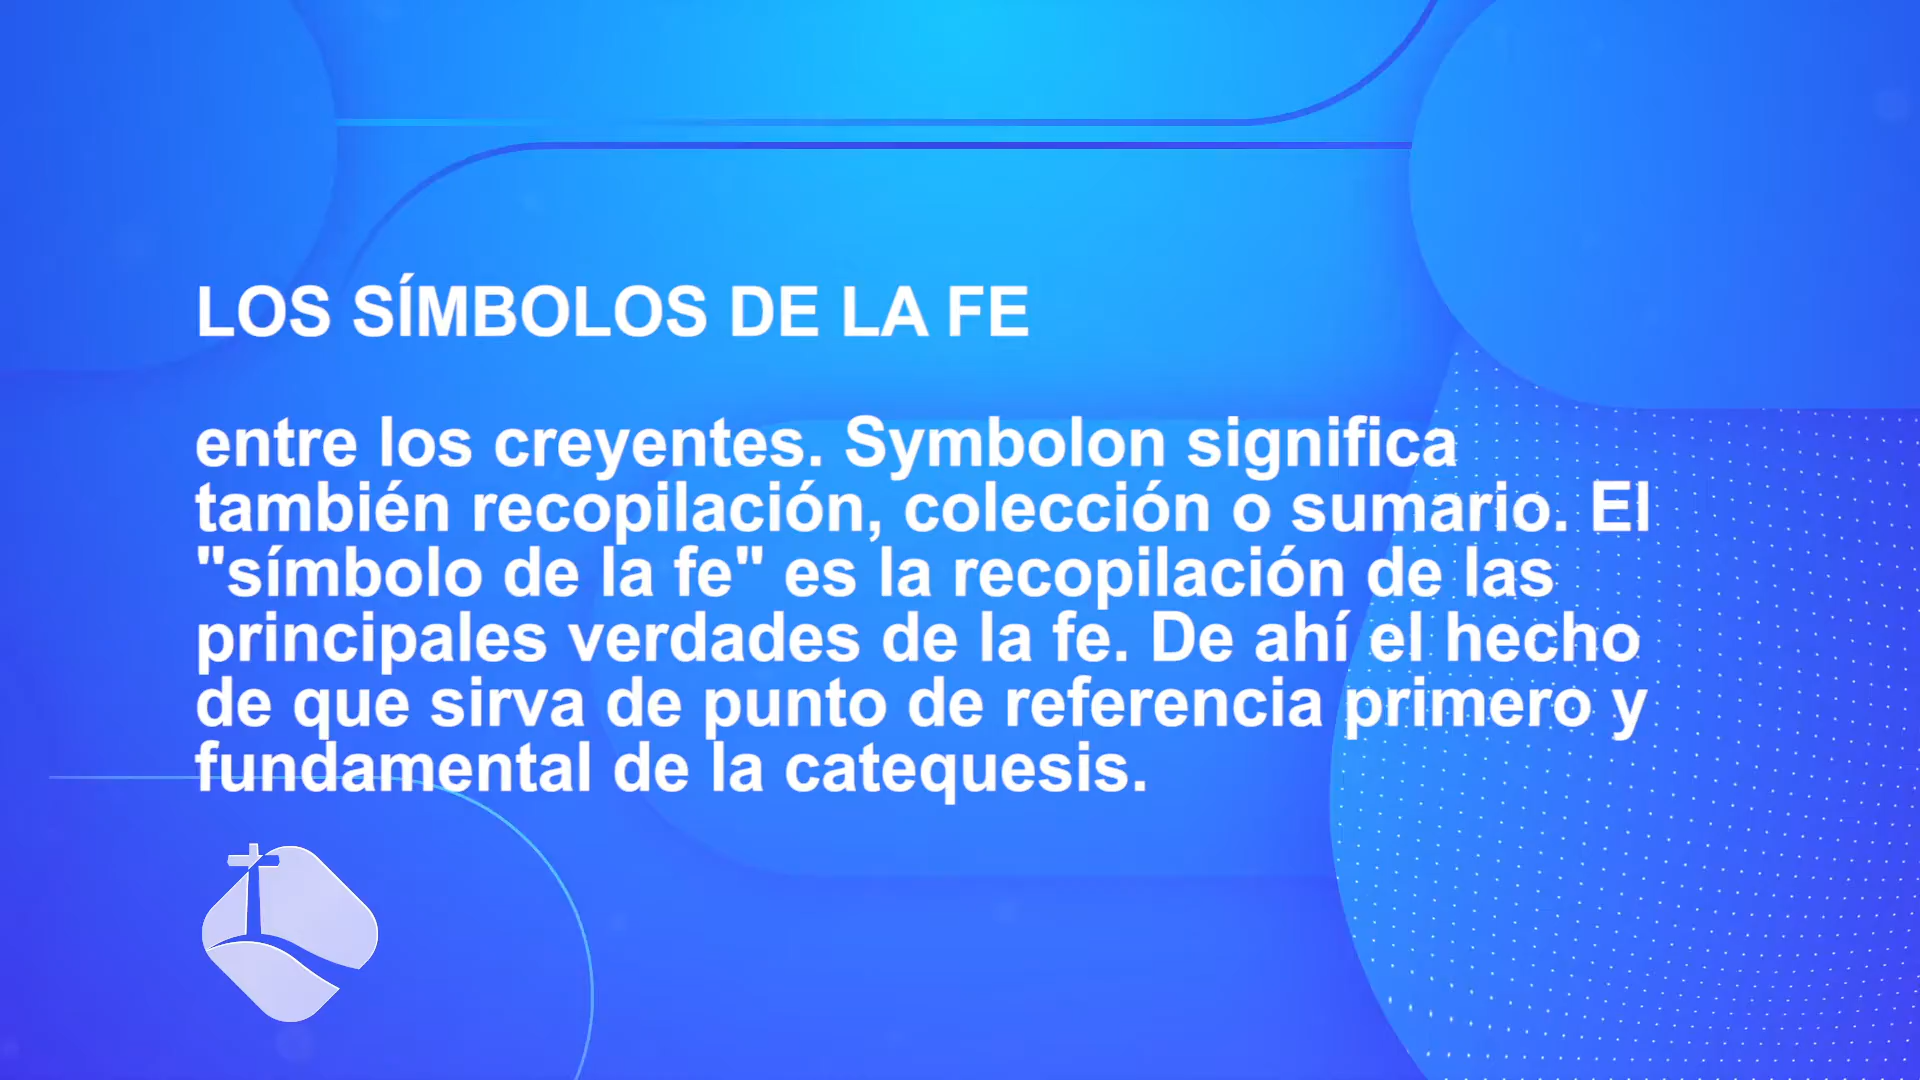 LOS SÍMBOLOS DE LA FE
entre los creyentes. Symbolon significa
también recopilación, colección o sumario. El
"símbolo de la fe" es la recopilación de las
principales verdades de la fe. De ahí el hecho
de que sirva de punto de referencia primero y
fundamental de la catequesis.